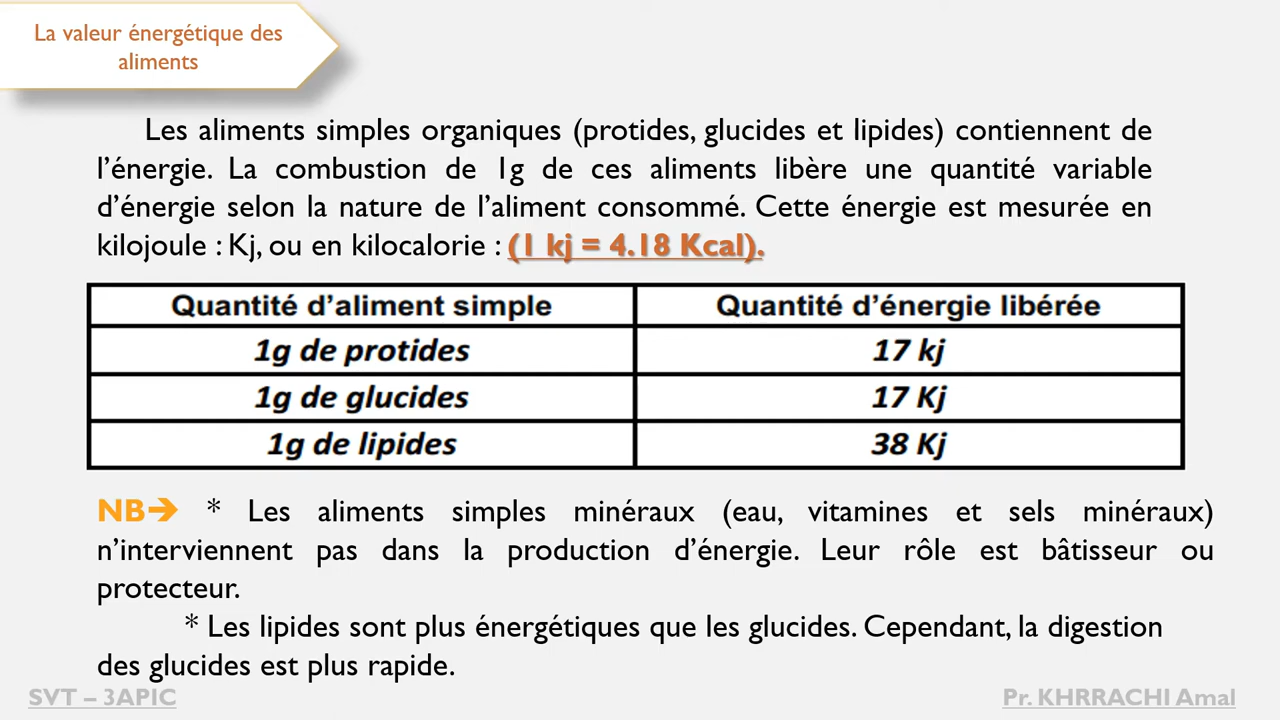 La valeur énergétique des
aliments
Les aliments simples organiques (protides, glucides et lipides) contiennent de
l’énergie. La combustion de 1g de ces aliments libère une quantité variable
d’énergie selon la nature de l’aliment consommé. Cette énergie est mesurée en
kilojoule : Kj, ou en kilocalorie : (1 kj = 4.18 Kcal).
Quantité d’aliment simple Quantité d’énergie libérée
1g de protides 17 kj
1g de glucides 17 Kj
1g de lipides 38 Kj
NB➔ * Les aliments simples minéraux (eau, vitamines et sels minéraux)
n’interviennent pas dans la production d’énergie. Leur rôle est bâtisseur ou
protecteur.
* Les lipides sont plus énergétiques que les glucides. Cependant, la digestion
des glucides est plus rapide.
SVT – 3APIC Pr. KHRRACHI Amal